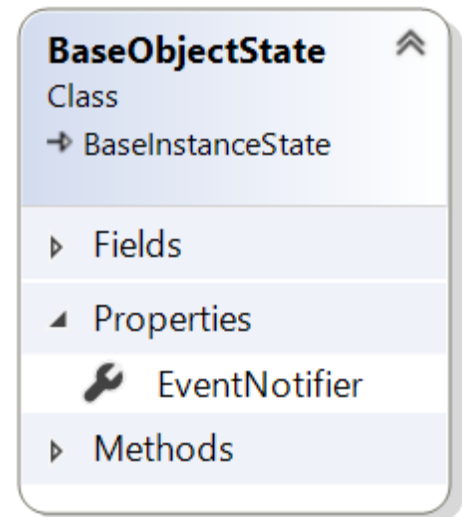 BaseObjectState
Class
BaseInstanceState
Fields
Properties
EventNotifier
Methods